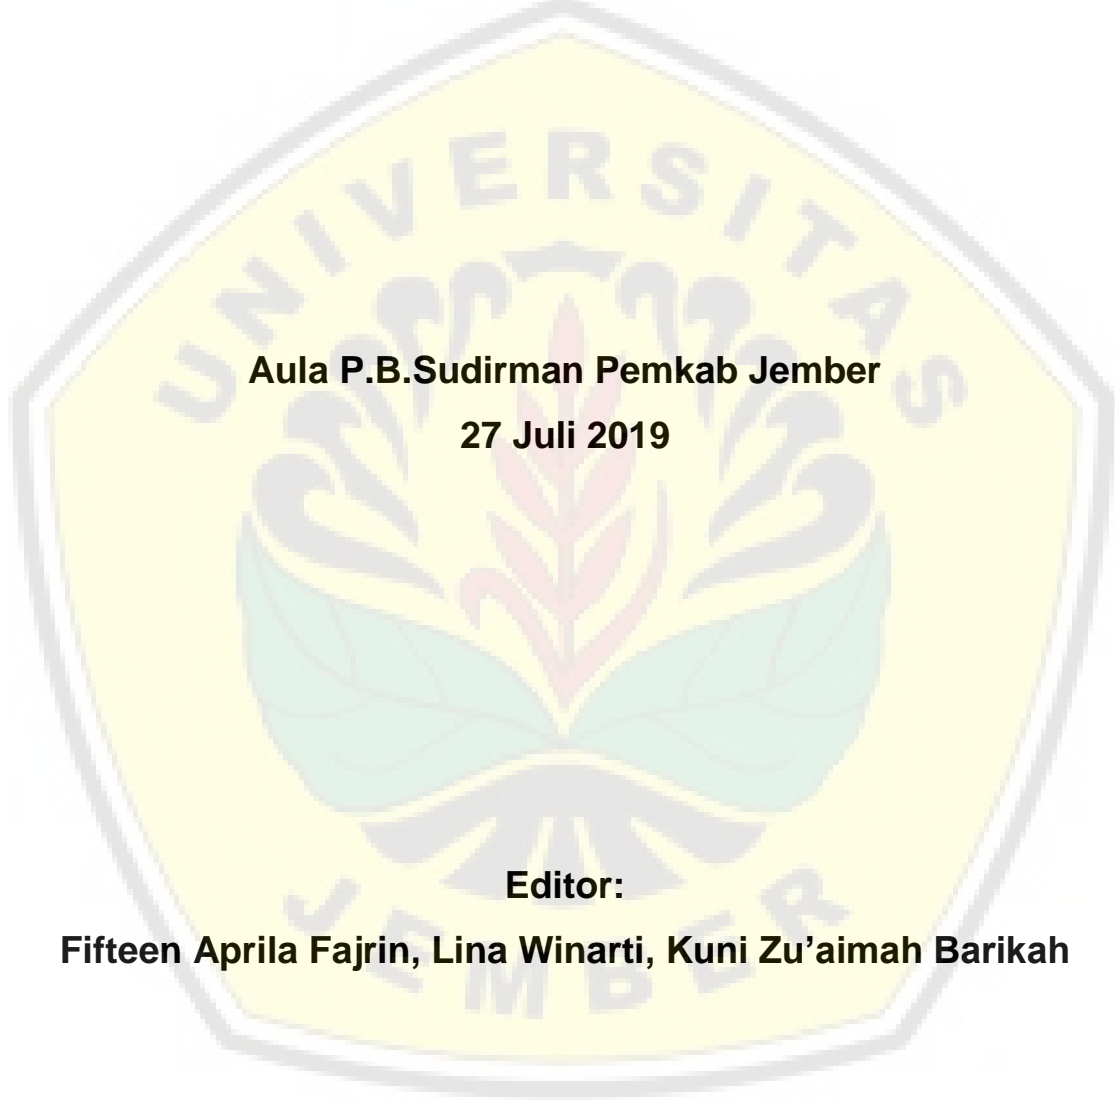 UNIVERSITAS
Aula P.B.Sudirman Pemkab Jember
27 Juli 2019
Editor:
Fifteen Aprila Fajrin, Lina Winarti, Kuni Zu’aimah Barikah
JEMBER